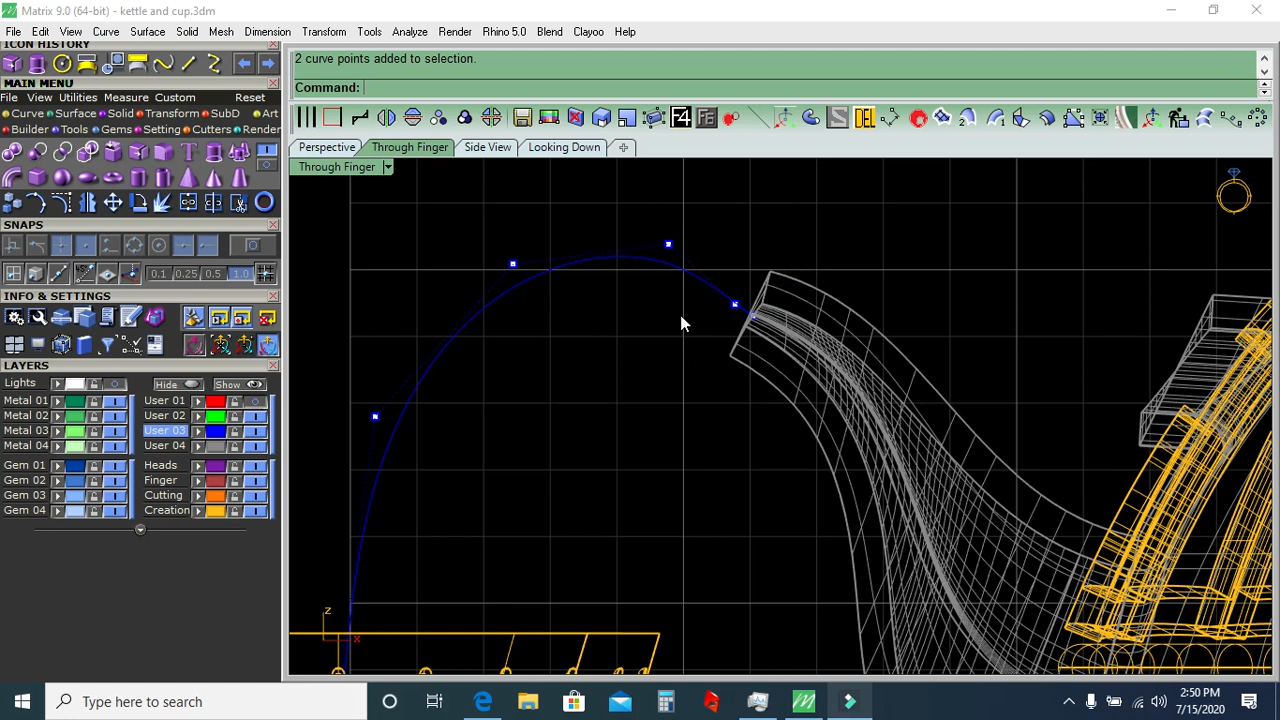 Matrix 9.0 (64-bit) - kettle and cup.3dm
File Edit View Curve Surface Solid Mesh Dimension Transform Tools Analyze Render Rhino 5.0 Blend Clayoo Help
ICON HISTORY
MAIN MENU
File View Utilities Measure Custom Reset
Curve Surface Solid Transform SubD Art
Builder Tools Gems Setting Cutters Render
SNAPS
0.1 0.25 0.5 1.0
INFO & SETTINGS
LAYERS
Lights Hide Show
Metal 01 User 01
Metal 02 User 02
Metal 03 User 03
Metal 04 User 04
Gem 01 Heads
Gem 02 Finger
Gem 03 Cutting
Gem 04 Creation
2 curve points added to selection.
Command:
F4 F6 DEL
Perspective Through Finger Side View Looking Down
Through Finger
z
x
Type here to search
2:50 PM
7/15/2020